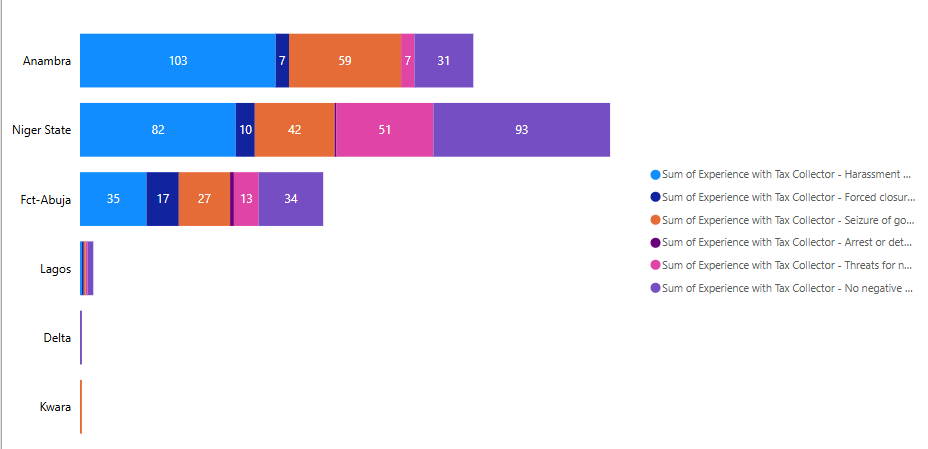 Anambra 103 7 59 7 31
Niger State 82 10 42 51 93
Fct-Abuja 35 17 27 13 34
Lagos
Delta
Kwara
Sum of Experience with Tax Collector - Harassment ...
Sum of Experience with Tax Collector - Forced closur...
Sum of Experience with Tax Collector - Seizure of go...
Sum of Experience with Tax Collector - Arrest or det...
Sum of Experience with Tax Collector - Threats for n...
Sum of Experience with Tax Collector - No negative ...